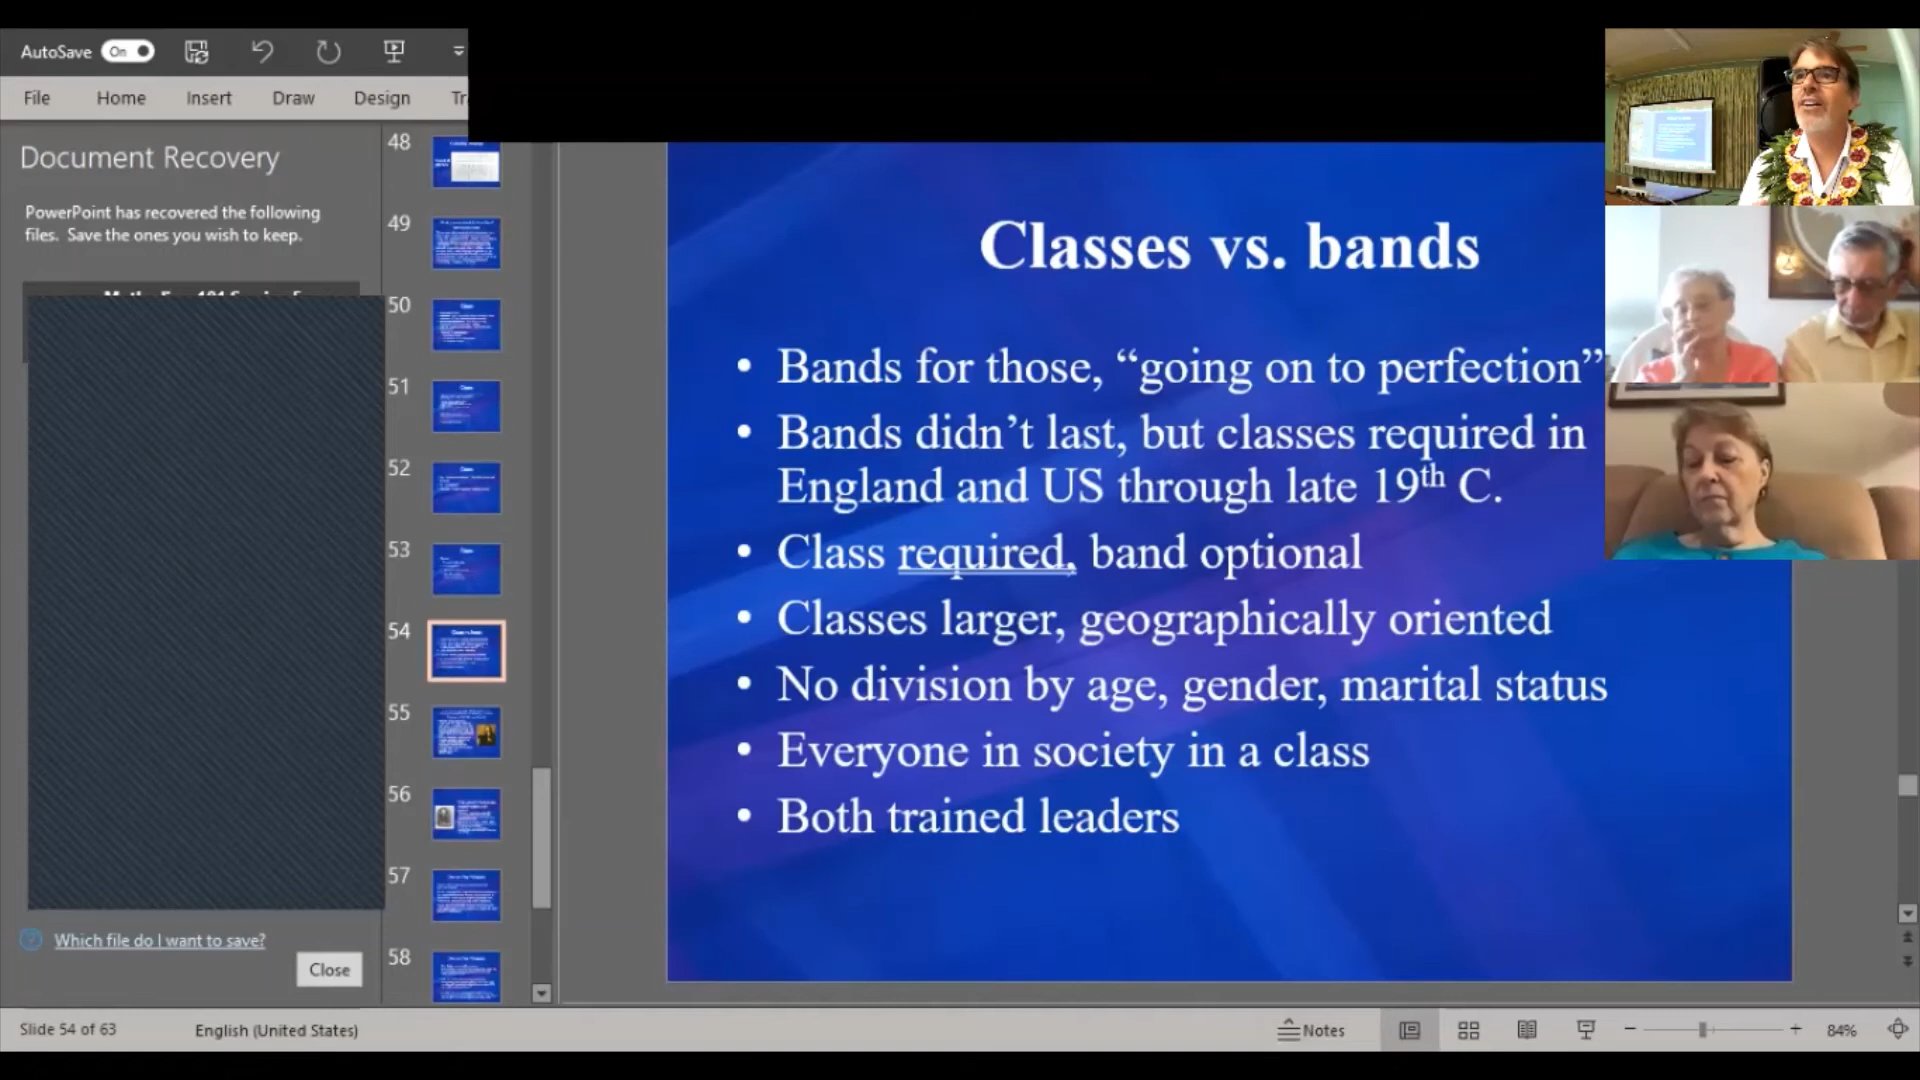 AutoSave On
File Home Insert Draw Design
Document Recovery
PowerPoint has recovered the following
files. Save the ones you wish to keep.
Which file do I want to save?
Close
48
49
50
51
52
53
54
55
56
57
58
Classes vs. bands
• Bands for those, “going on to perfection”
• Bands didn’t last, but classes required in
England and US through late 19th C.
• Class required, band optional
• Classes larger, geographically oriented
• No division by age, gender, marital status
• Everyone in society in a class
• Both trained leaders
Slide 54 of 63 English (United States) Notes 84%